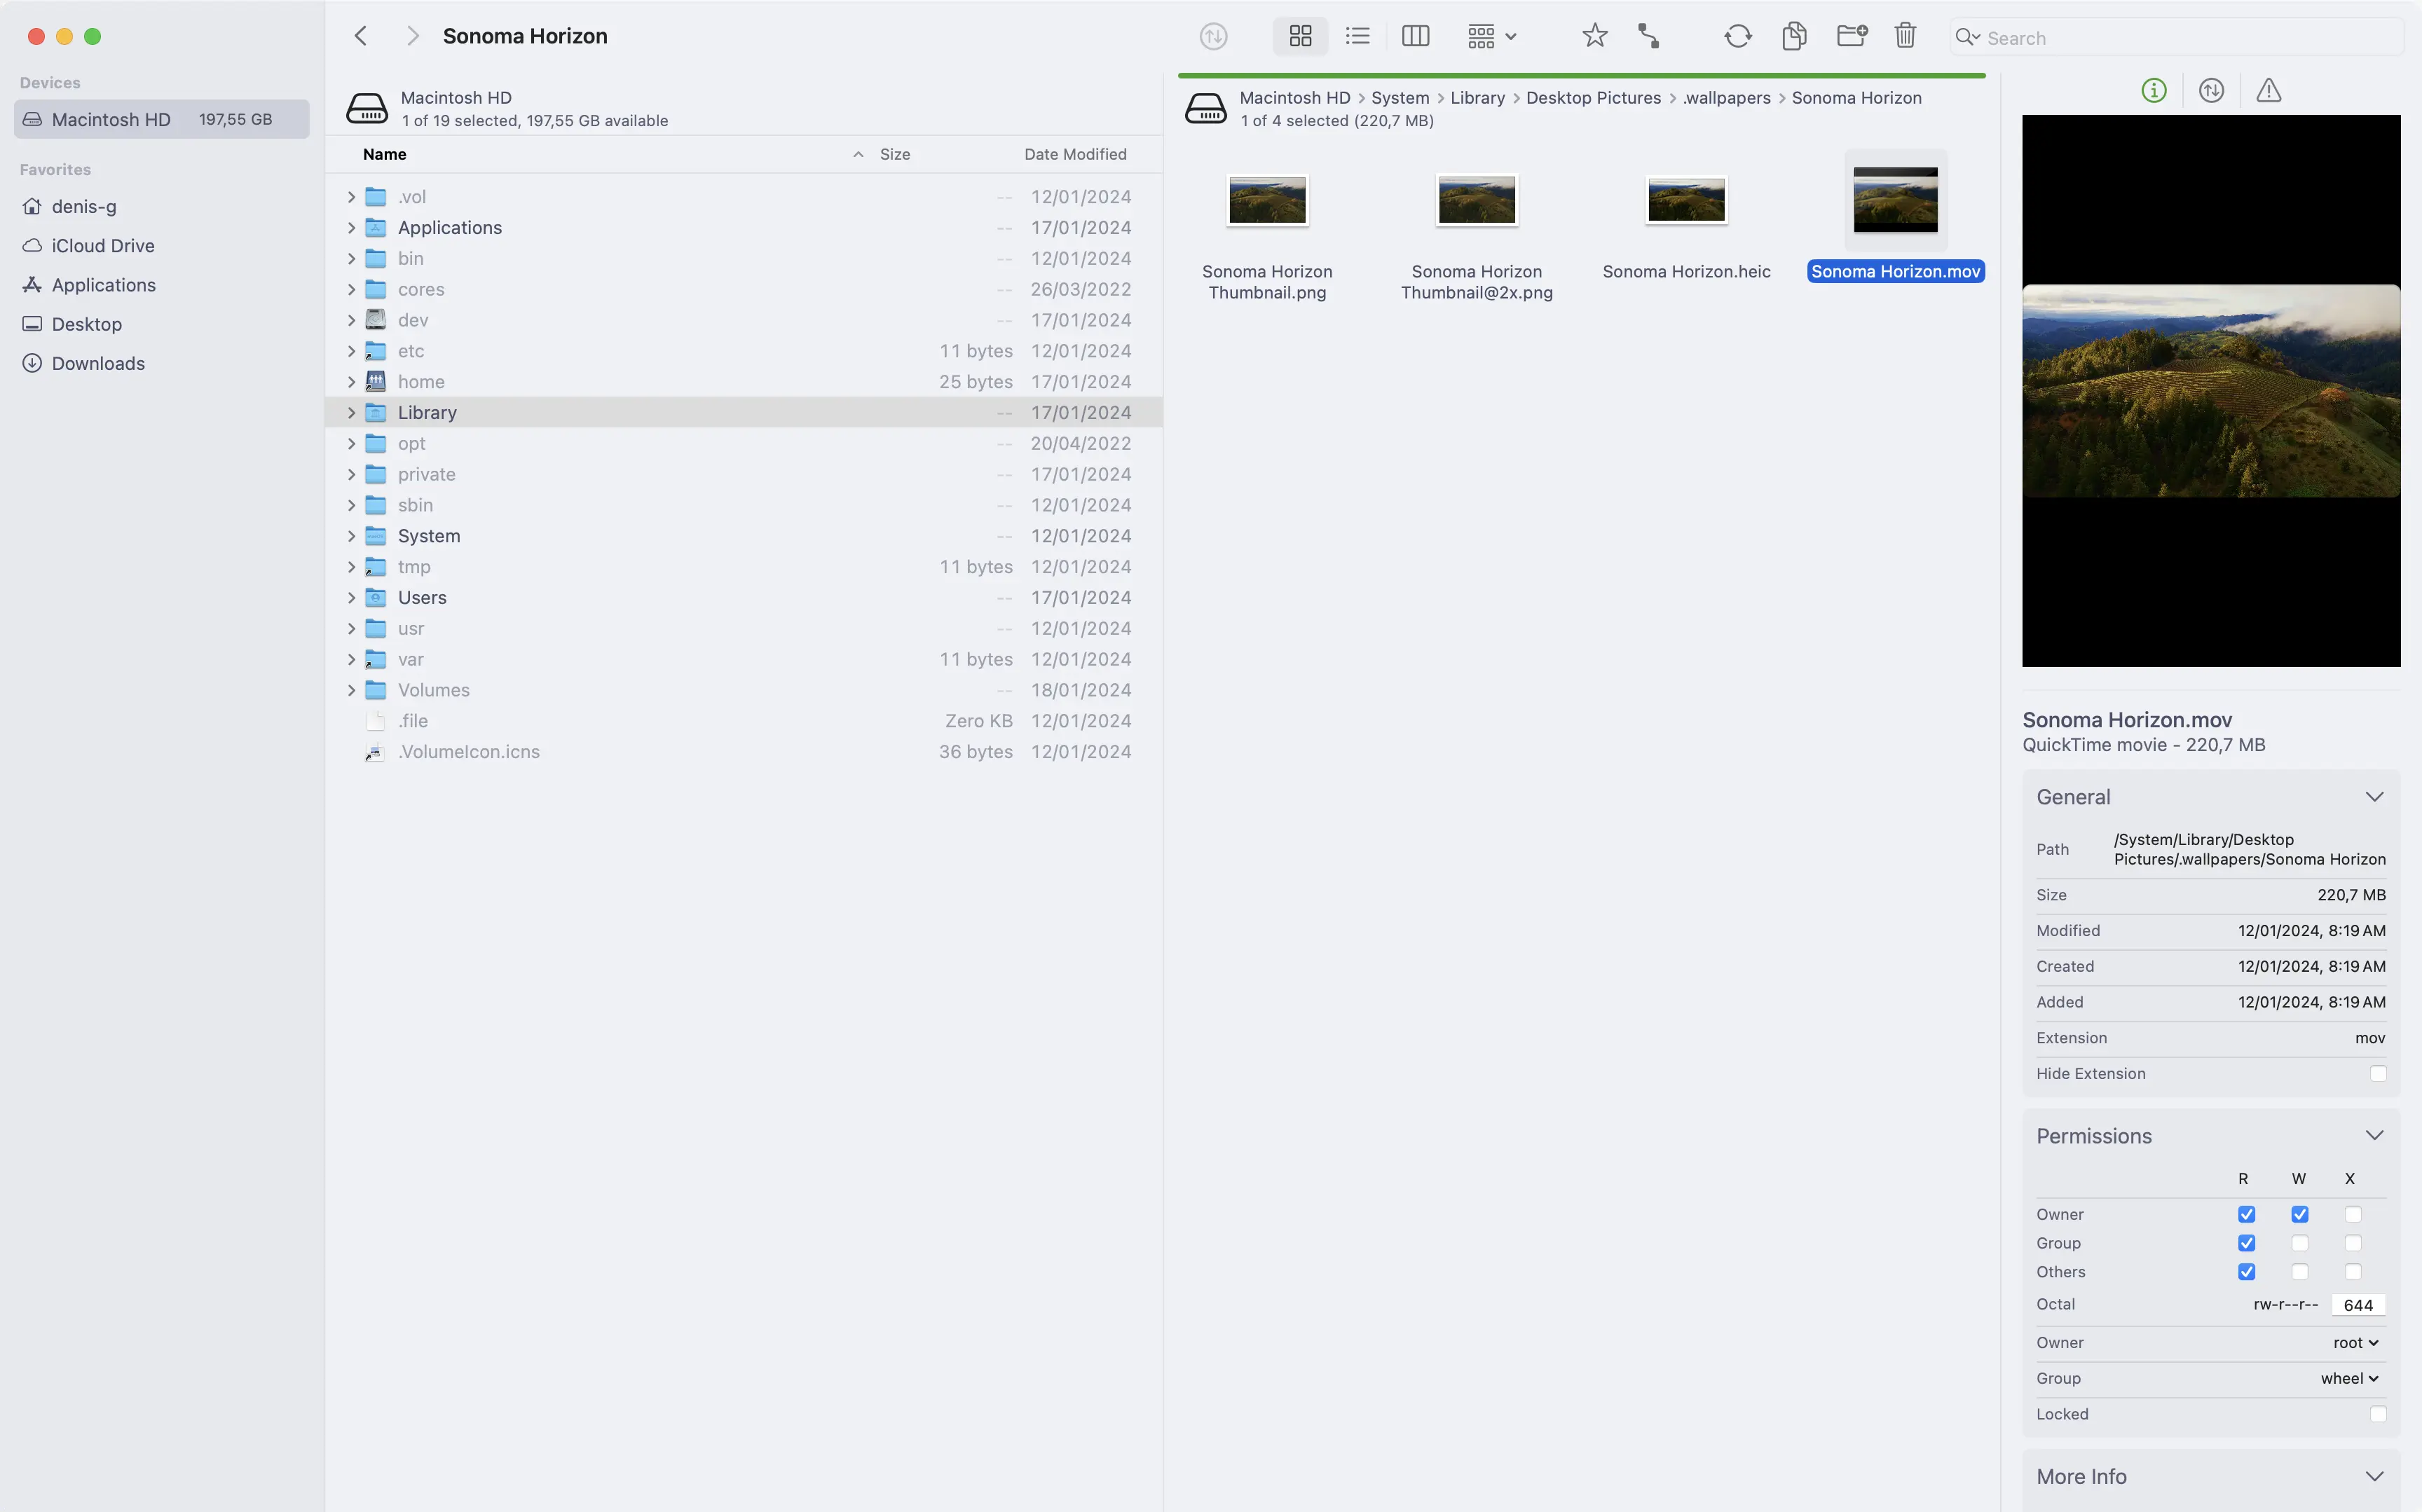 Sonoma Horizon
Search
Devices
Macintosh HD 197,55 GB
Favorites
denis-g
iCloud Drive
Applications
Desktop
Downloads
Macintosh HD
1 of 19 selected, 197,55 GB available
Name Size Date Modified
.vol -- 12/01/2024
Applications -- 17/01/2024
bin -- 12/01/2024
cores -- 26/03/2022
dev -- 17/01/2024
etc 11 bytes 12/01/2024
home 25 bytes 17/01/2024
Library -- 17/01/2024
opt -- 20/04/2022
private -- 17/01/2024
sbin -- 12/01/2024
System -- 12/01/2024
tmp 11 bytes 12/01/2024
Users -- 17/01/2024
usr -- 12/01/2024
var 11 bytes 12/01/2024
Volumes -- 18/01/2024
.file Zero KB 12/01/2024
.VolumeIcon.icns 36 bytes 12/01/2024
Macintosh HD › System › Library › Desktop Pictures › .wallpapers › Sonoma Horizon
1 of 4 selected (220,7 MB)
Sonoma Horizon
Thumbnail.png
Sonoma Horizon
Thumbnail@2x.png
Sonoma Horizon.heic
Sonoma Horizon.mov
Sonoma Horizon.mov
QuickTime movie - 220,7 MB
General
Path /System/Library/Desktop
Pictures/.wallpapers/Sonoma Horizon
Size 220,7 MB
Modified 12/01/2024, 8:19 AM
Created 12/01/2024, 8:19 AM
Added 12/01/2024, 8:19 AM
Extension mov
Hide Extension
Permissions
R W X
Owner
Group
Others
Octal rw-r--r-- 644
Owner root
Group wheel
Locked
More Info